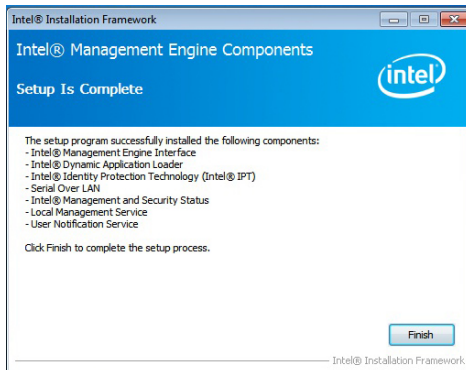 Intel® Installation Framework
Intel® Management Engine Components
Setup Is Complete
intel
The setup program successfully installed the following components:
- Intel® Management Engine Interface
- Intel® Dynamic Application Loader
- Intel® Identity Protection Technology (Intel® IPT)
- Serial Over LAN
- Intel® Management and Security Status
- Local Management Service
- User Notification Service
Click Finish to complete the setup process.
Finish
Intel® Installation Framework